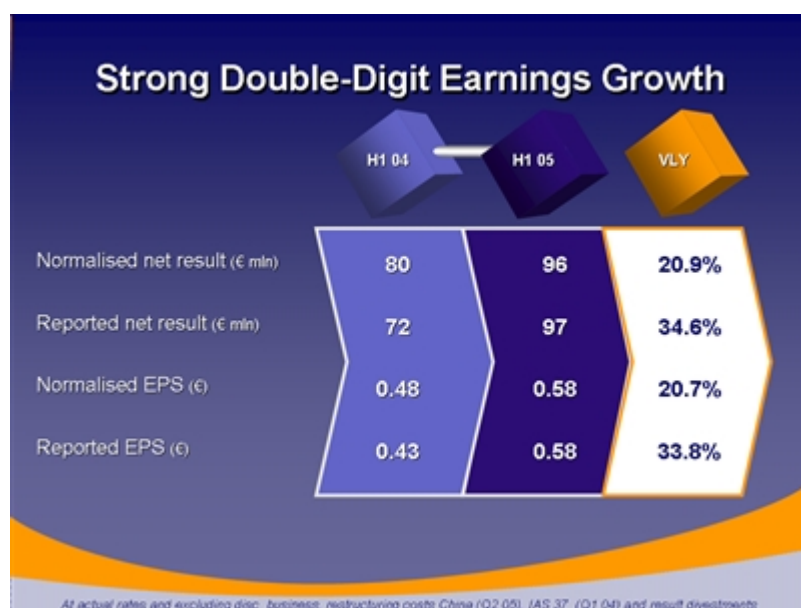 Strong Double-Digit Earnings Growth
H1 04 H1 05 VLY
Normalised net result (€ mln) 80 96 20.9%
Reported net result (€ mln) 72 97 34.6%
Normalised EPS (€) 0.48 0.58 20.7%
Reported EPS (€) 0.43 0.58 33.8%
At actual rates and excluding disc. business, restructuring costs China (Q2 05), IAS 37, (Q1 04) and result divestments